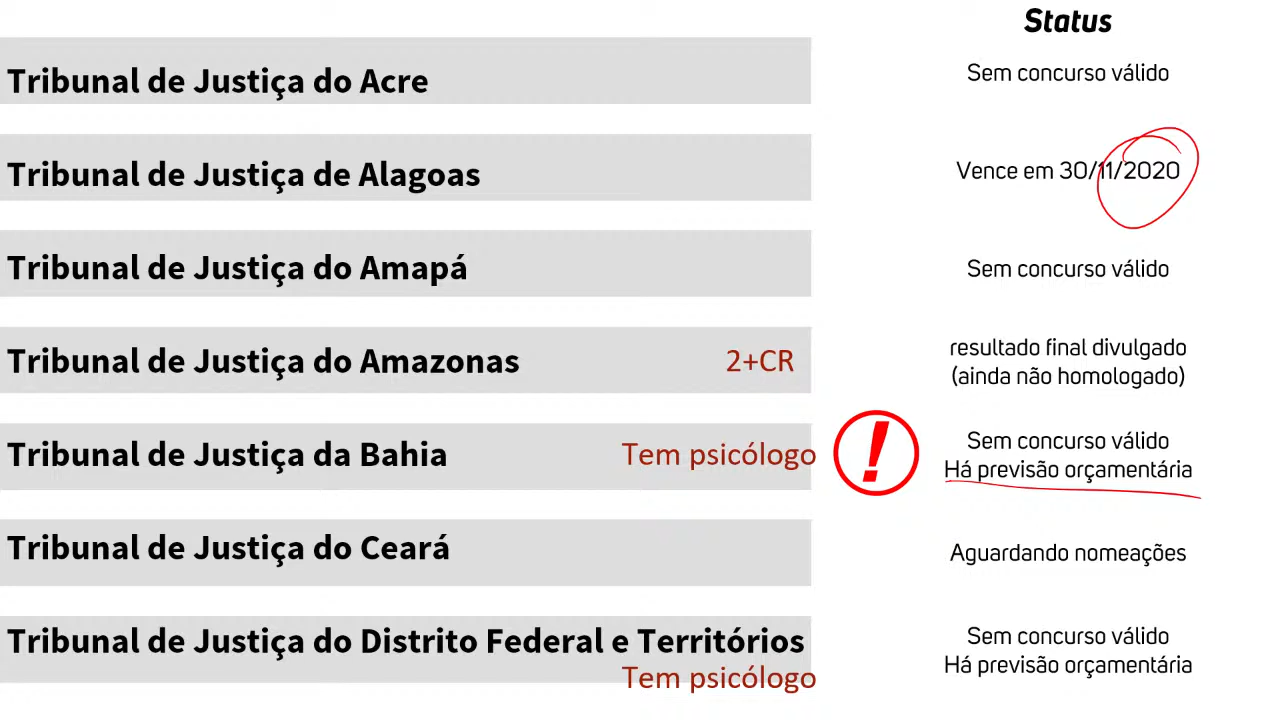 Status
Tribunal de Justiça do Acre
Sem concurso válido
Tribunal de Justiça de Alagoas
Vence em 30/11/2020
Tribunal de Justiça do Amapá
Sem concurso válido
Tribunal de Justiça do Amazonas
2+CR
resultado final divulgado
(ainda não homologado)
Tribunal de Justiça da Bahia
Tem psicólogo
!
Sem concurso válido
Há previsão orçamentária
Tribunal de Justiça do Ceará
Aguardando nomeações
Tribunal de Justiça do Distrito Federal e Territórios
Tem psicólogo
Sem concurso válido
Há previsão orçamentária